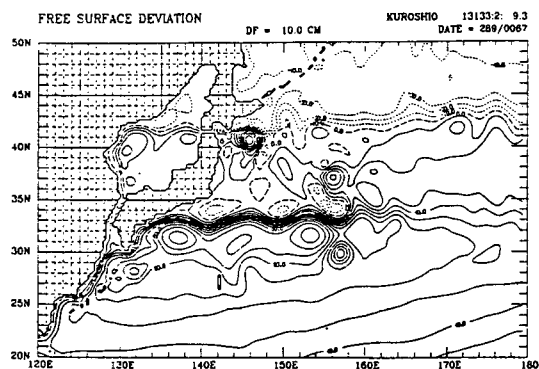 FREE SURFACE DEVIATION
KUROSHIO 13133:2: 9.3
DF = 10.0 CM
DATE = 289/0067
50N
45N
40N
35N
30N
25N
20N
120E
130E
140E
150E
160E
170E
180